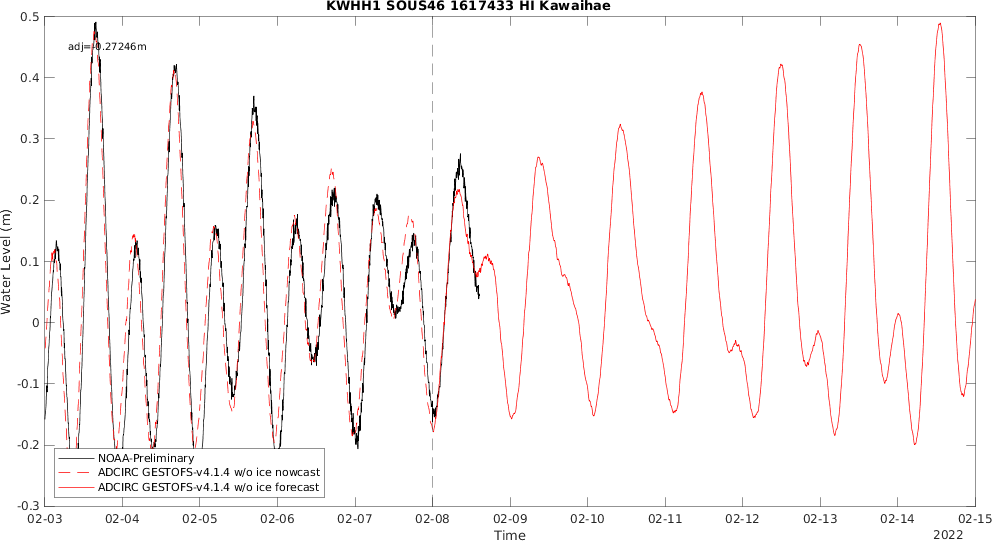 KWHH1 SOUS46 1617433 HI Kawaihae
adj=-0.27246m
0.5
0.4
0.3
0.2
0.1
0
-0.1
-0.2
-0.3
Water Level (m)
NOAA-Preliminary
ADCIRC GESTOFS-v4.1.4 w/o ice nowcast
ADCIRC GESTOFS-v4.1.4 w/o ice forecast
02-03 02-04 02-05 02-06 02-07 02-08 02-09 02-10 02-11 02-12 02-13 02-14 02-15
Time
2022